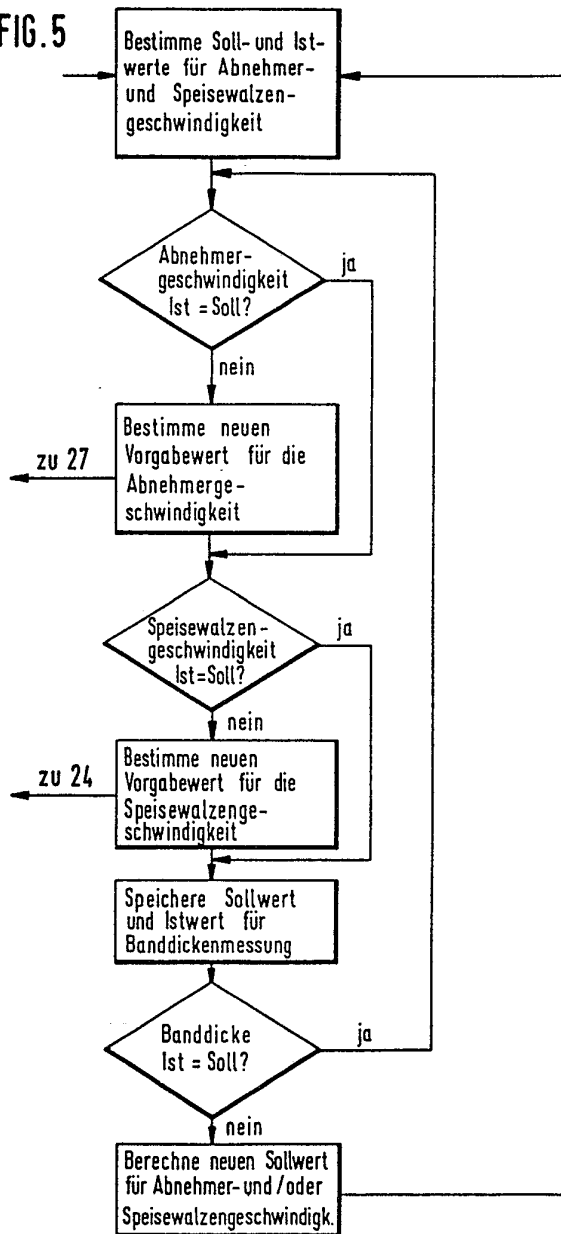 FIG.5
Bestimme Soll- und Ist-
werte für Abnehmer-
und Speisewalzen-
geschwindigkeit
Abnehmer-
geschwindigkeit
Ist = Soll?
ja
nein
Bestimme neuen
Vorgabewert für die
Abnehmerge-
schwindigkeit
zu 27
Speisewalzen-
geschwindigkeit
Ist=Soll?
ja
nein
Bestimme neuen
Vorgabewert für die
Speisewalzenge-
schwindigkeit
zu 24
Speichere Sollwert
und Istwert für
Banddickenmessung
Banddicke
Ist = Soll?
ja
nein
Berechne neuen Sollwert
für Abnehmer- und/oder
Speisewalzengeschwindigk.